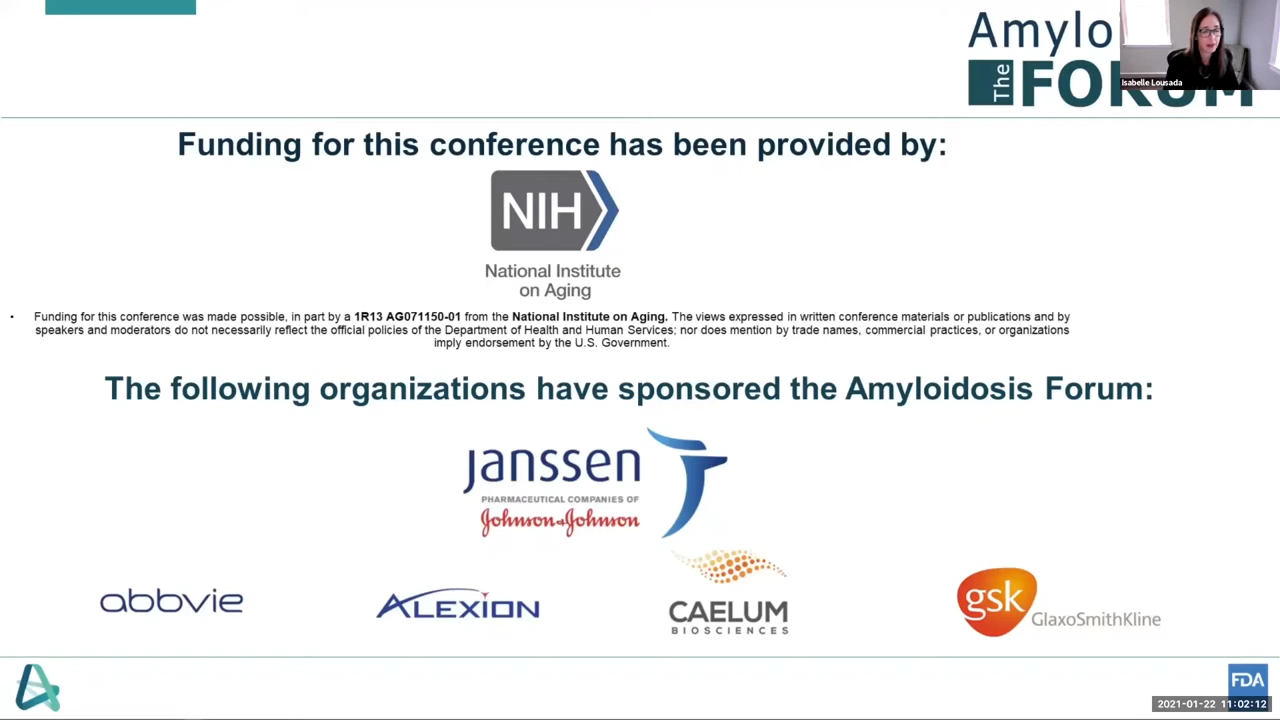 Amylo
The FORUM
Isabelle Lousada
Funding for this conference has been provided by:
NIH
National Institute
on Aging
• Funding for this conference was made possible, in part by a 1R13 AG071150-01 from the National Institute on Aging. The views expressed in written conference materials or publications and by
speakers and moderators do not necessarily reflect the official policies of the Department of Health and Human Services; nor does mention by trade names, commercial practices, or organizations
imply endorsement by the U.S. Government.
The following organizations have sponsored the Amyloidosis Forum:
janssen
PHARMACEUTICAL COMPANIES OF
Johnson & Johnson
abbvie
ALEXION
CAELUM
BIOSCIENCES
gsk
GlaxoSmithKline
FDA
2021-01-22 11:02:12